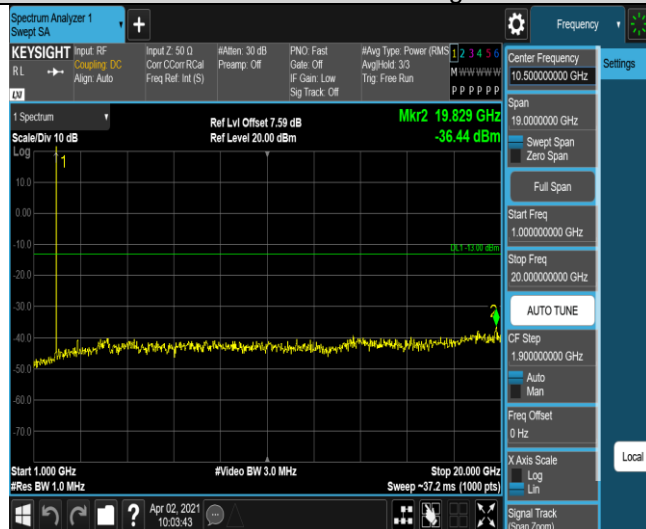 Spectrum Analyzer 1
Swept SA
+
Frequency
KEYSIGHT
RL
LXI
Input: RF
Coupling: DC
Align: Auto
Input Z: 50 Ω
Corr CCorr RCal
Freq Ref: Int (S)
#Atten: 30 dB
Preamp: Off
PNO: Fast
Gate: Off
IF Gain: Low
Sig Track: Off
#Avg Type: Power (RMS
Avg|Hold: 3/3
Trig: Free Run
1 2 3 4 5 6
M W W W W W
P P P P P P
1 Spectrum
Scale/Div 10 dB
Log
Ref Lvl Offset 7.59 dB
Ref Level 20.00 dBm
Mkr2 19.829 GHz
-36.44 dBm
1
10.0
0.00
-10.0
DL1 -13.00 dBm
-20.0
-30.0
2
-40.0
-50.0
-60.0
-70.0
Start 1.000 GHz
#Res BW 1.0 MHz
#Video BW 3.0 MHz
Stop 20.000 GHz
Sweep ~37.2 ms (1000 pts)
Apr 02, 2021
10:03:43
?
Center Frequency
10.500000000 GHz
Span
19.0000000 GHz
Swept Span
Zero Span
Full Span
Start Freq
1.000000000 GHz
Stop Freq
20.000000000 GHz
AUTO TUNE
CF Step
1.900000000 GHz
Auto
Man
Freq Offset
0 Hz
X Axis Scale
Log
Lin
Signal Track
(Span Zoom)
Settings
Local